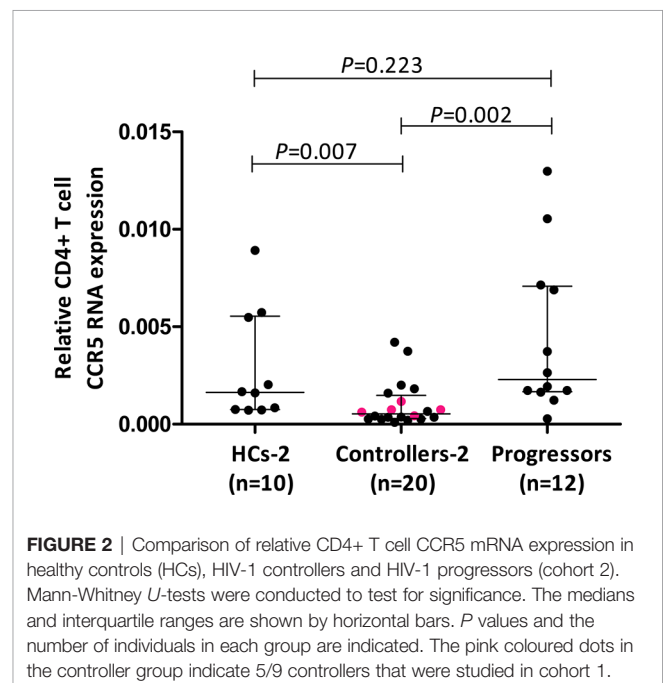 P=0.223
P=0.002
P=0.007
Relative CD4+ T cell
CCR5 RNA expression
0.015
0.010
0.005
0.000
HCs-2 Controllers-2 Progressors
(n=10) (n=20) (n=12)
FIGURE 2 | Comparison of relative CD4+ T cell CCR5 mRNA expression in
healthy controls (HCs), HIV-1 controllers and HIV-1 progressors (cohort 2).
Mann-Whitney U-tests were conducted to test for significance. The medians
and interquartile ranges are shown by horizontal bars. P values and the
number of individuals in each group are indicated. The pink coloured dots in
the controller group indicate 5/9 controllers that were studied in cohort 1.